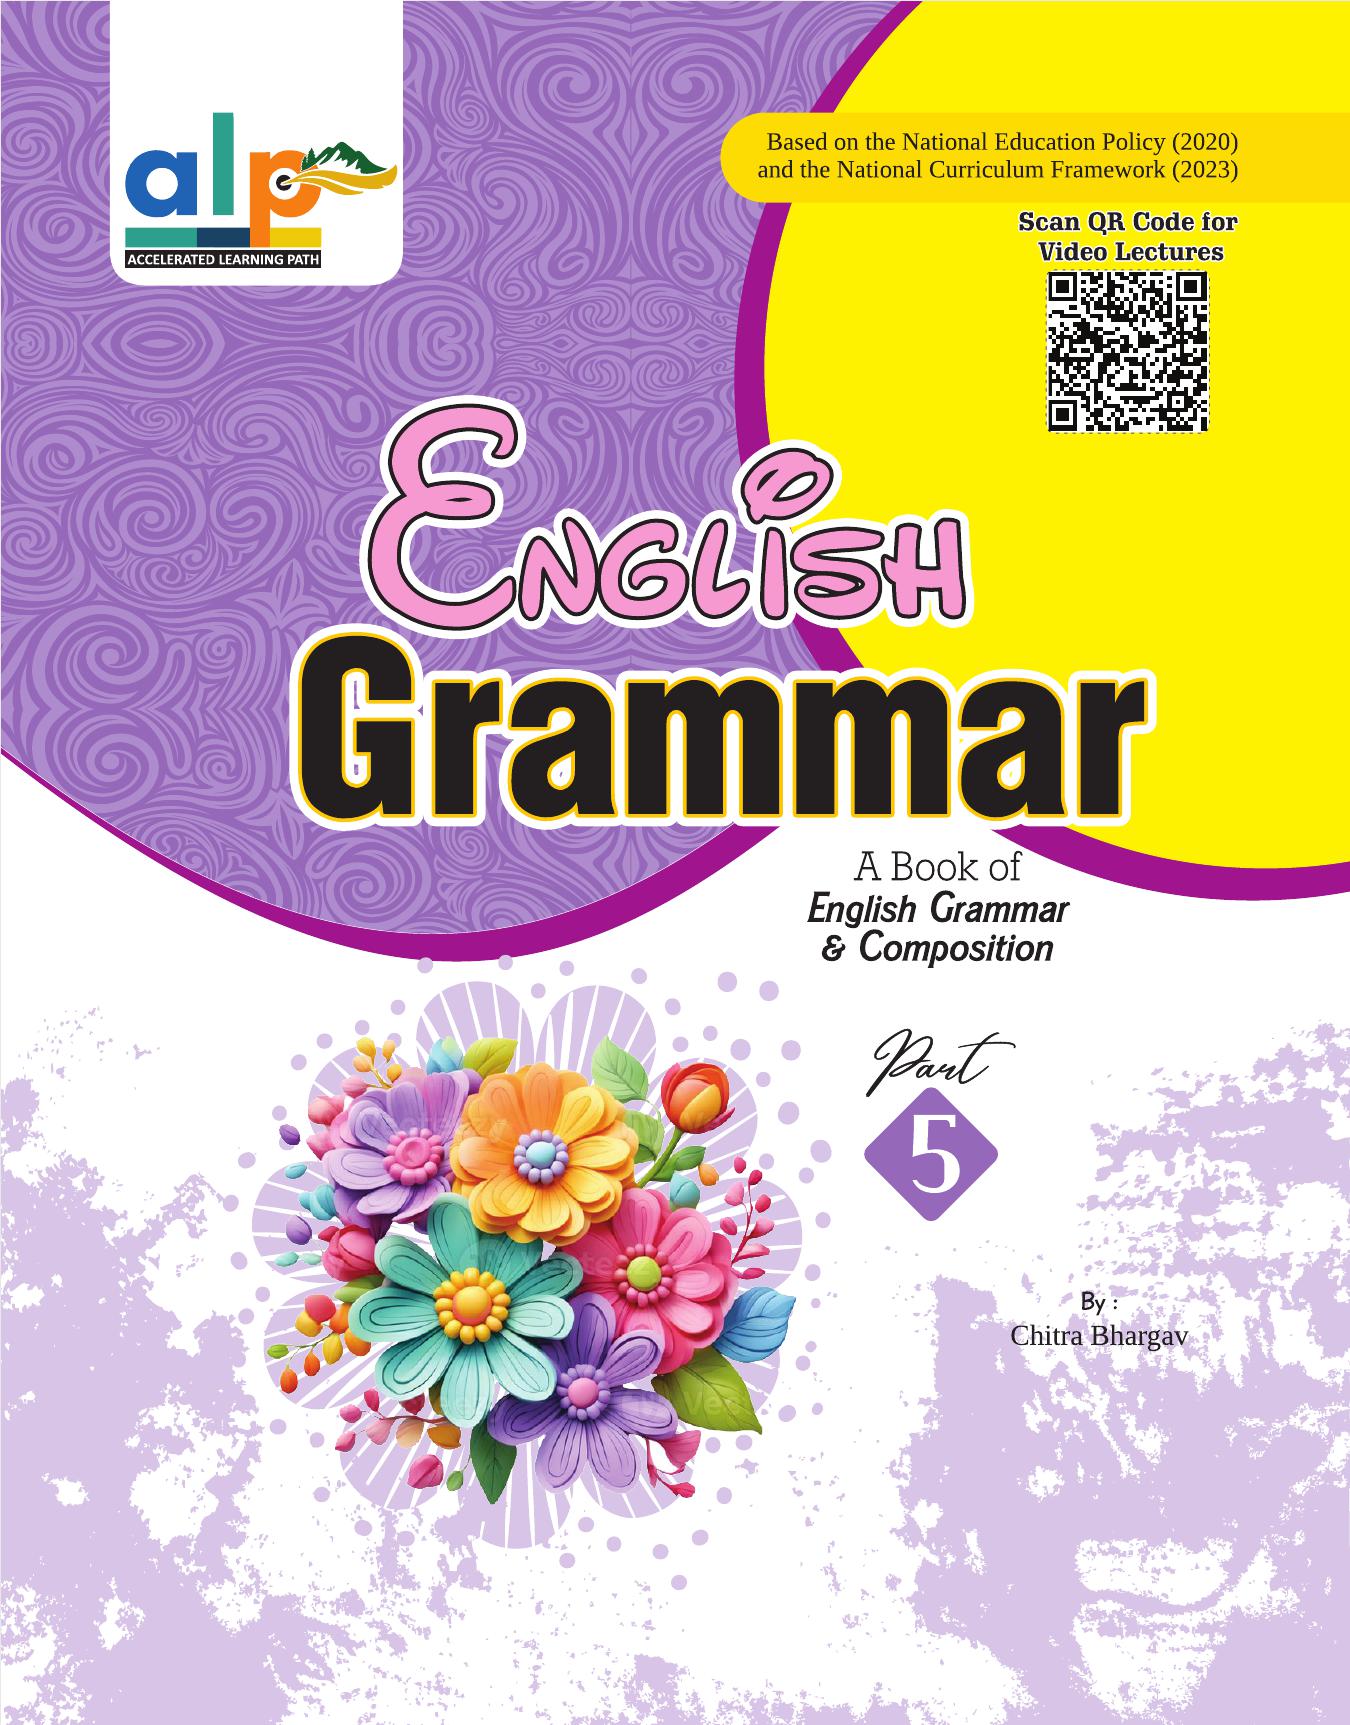 alp
ACCELERATED LEARNING PATH
Based on the National Education Policy (2020)
and the National Curriculum Framework (2023)
Scan QR Code for
Video Lectures
ENGLISH
Grammar
A Book of
English Grammar
& Composition
Part
5
By :
Chitra Bhargav